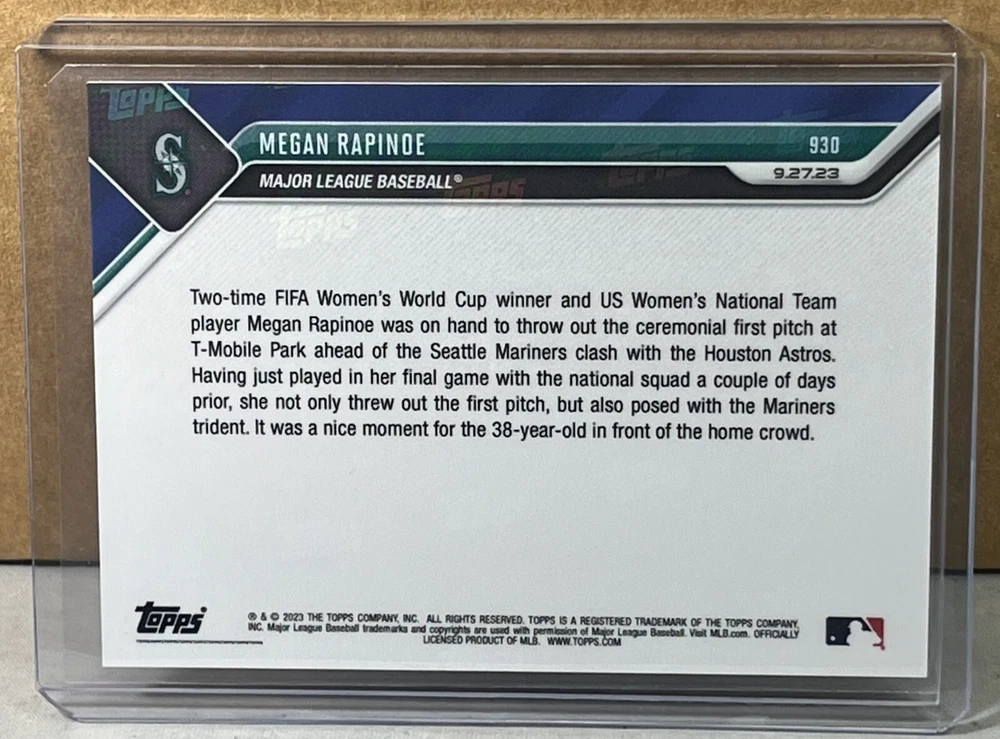 TOPPS
S
MEGAN RAPINOE
930
MAJOR LEAGUE BASEBALL®
9.27.23
Two-time FIFA Women's World Cup winner and US Women's National Team
player Megan Rapinoe was on hand to throw out the ceremonial first pitch at
T-Mobile Park ahead of the Seattle Mariners clash with the Houston Astros.
Having just played in her final game with the national squad a couple of days
prior, she not only threw out the first pitch, but also posed with the Mariners
trident. It was a nice moment for the 38-year-old in front of the home crowd.
TOPPS
® & © 2023 THE TOPPS COMPANY, INC. ALL RIGHTS RESERVED. TOPPS IS A REGISTERED TRADEMARK OF THE TOPPS COMPANY,
INC. Major League Baseball trademarks and copyrights are used with permission of Major League Baseball. Visit MLB.com. OFFICIALLY
LICENSED PRODUCT OF MLB. WWW.TOPPS.COM